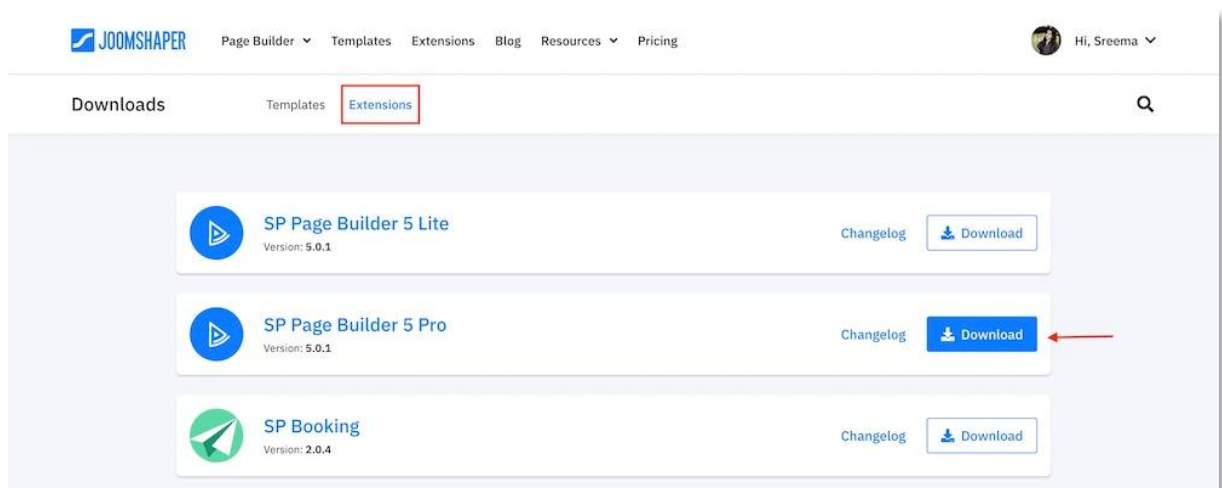 JOOMSHAPER Page Builder Templates Extensions Blog Resources Pricing Hi, Sreema
Downloads Templates Extensions
SP Page Builder 5 Lite
Version: 5.0.1
Changelog Download
SP Page Builder 5 Pro
Version: 5.0.1
Changelog Download
SP Booking
Version: 2.0.4
Changelog Download